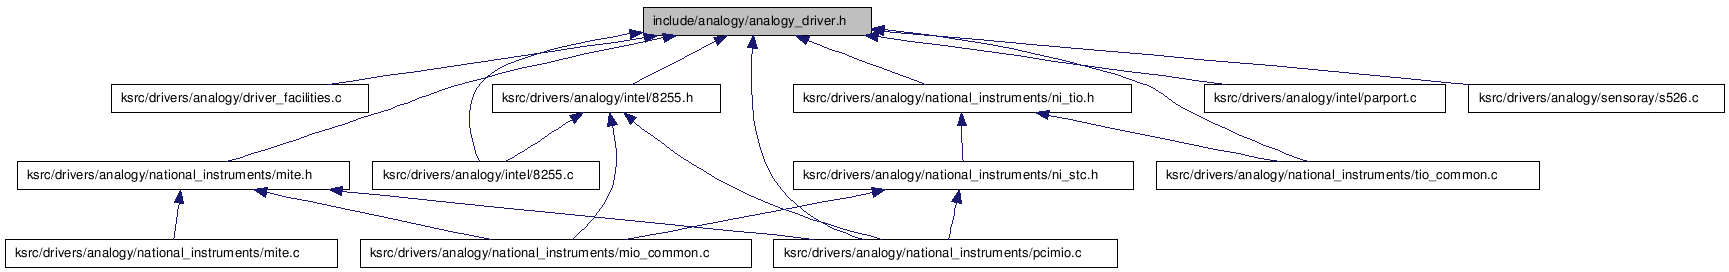 include/analogy/analogy_driver.h
ksrc/drivers/analogy/driver_facilities.c
ksrc/drivers/analogy/intel/8255.h
ksrc/drivers/analogy/national_instruments/ni_tio.h
ksrc/drivers/analogy/intel/parport.c
ksrc/drivers/analogy/sensoray/s526.c
ksrc/drivers/analogy/national_instruments/mite.h
ksrc/drivers/analogy/intel/8255.c
ksrc/drivers/analogy/national_instruments/ni_stc.h
ksrc/drivers/analogy/national_instruments/tio_common.c
ksrc/drivers/analogy/national_instruments/mite.c
ksrc/drivers/analogy/national_instruments/mio_common.c
ksrc/drivers/analogy/national_instruments/pcimio.c